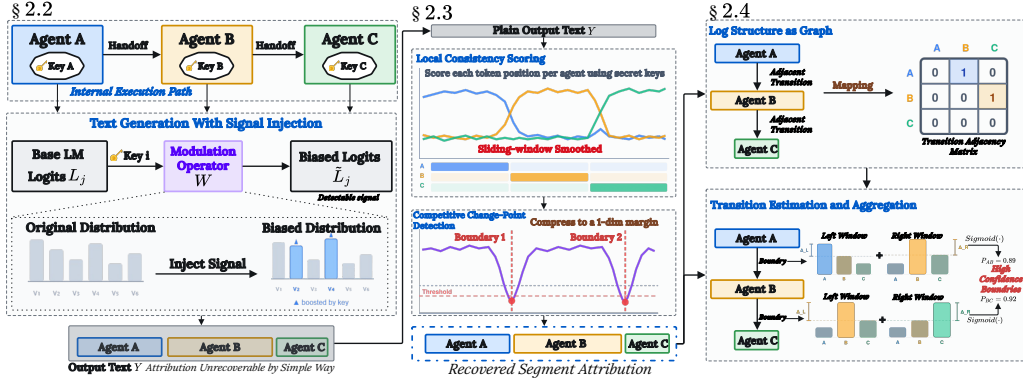 § 2.2
Agent A
Handoff
Agent B
Handoff
Agent C
Key A
Key B
Key C
Internal Execution Path
Text Generation With Signal Injection
Base LM
Logits L_j
Key i
Modulation
Operator
W
Biased Logits
L̃_j
Detectable signal
Original Distribution
Biased Distribution
Inject Signal
V1 V2 V3 V4 V5 V6
V1 V2 V3 V4 V5 V6
▲ boosted by key
Agent A
Agent B
Agent C
Output Text Y Attribution Unrecoverable by Simple Way
§ 2.3
Plain Output Text Y
Local Consistency Scoring
Score each token position per agent using secret keys
Sliding-window Smoothed
A
B
C
Competitive Change-Point
Detection
Compress to a 1-dim margin
Boundary 1
Boundary 2
Threshold
Agent A
Agent B
Agent C
Recovered Segment Attribution
§ 2.4
Log Structure as Graph
Agent A
Adjacent
Transition
Agent B
Adjacent
Transition
Agent C
Mapping
A B C
A 0 1 0
B 0 0 1
C 0 0 0
Transition Adjacency
Matrix
Transition Estimation and Aggregation
Agent A
Boundry
Agent B
Boundry
Agent C
Left Window
Right Window
Δ_L
+
Δ_R
A B C
A B C
Sigmoid(·)
P_AB = 0.89
High
Confidence
Boundries
P_BC = 0.92
Sigmoid(·)
Left Window
Right Window
Δ_L
+
Δ_R
A B C
A B C